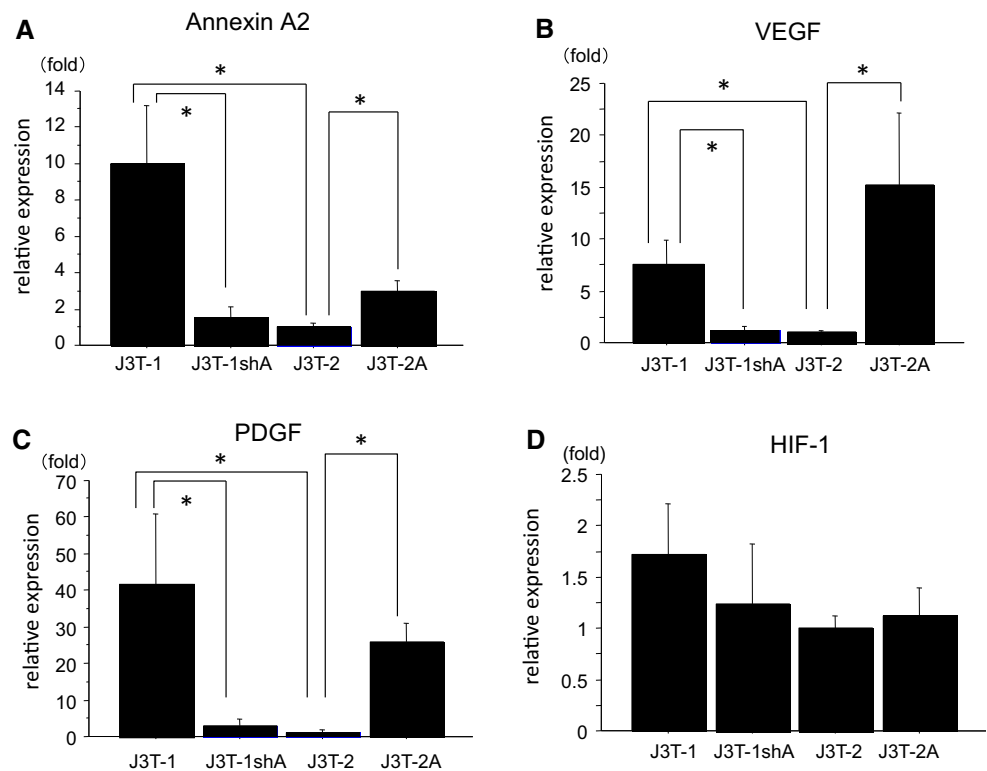 A
Annexin A2
(fold)
relative expression
14
12
10
8
6
4
2
0
*
*
*
J3T-1 J3T-1shA J3T-2 J3T-2A
B
VEGF
(fold)
relative expression
25
20
15
10
5
0
*
*
*
J3T-1 J3T-1shA J3T-2 J3T-2A
C
PDGF
(fold)
relative expression
70
60
50
40
30
20
10
0
*
*
*
J3T-1 J3T-1shA J3T-2 J3T-2A
D
HIF-1
(fold)
relative expression
2.5
2
1.5
1
0.5
0
J3T-1 J3T-1shA J3T-2 J3T-2A